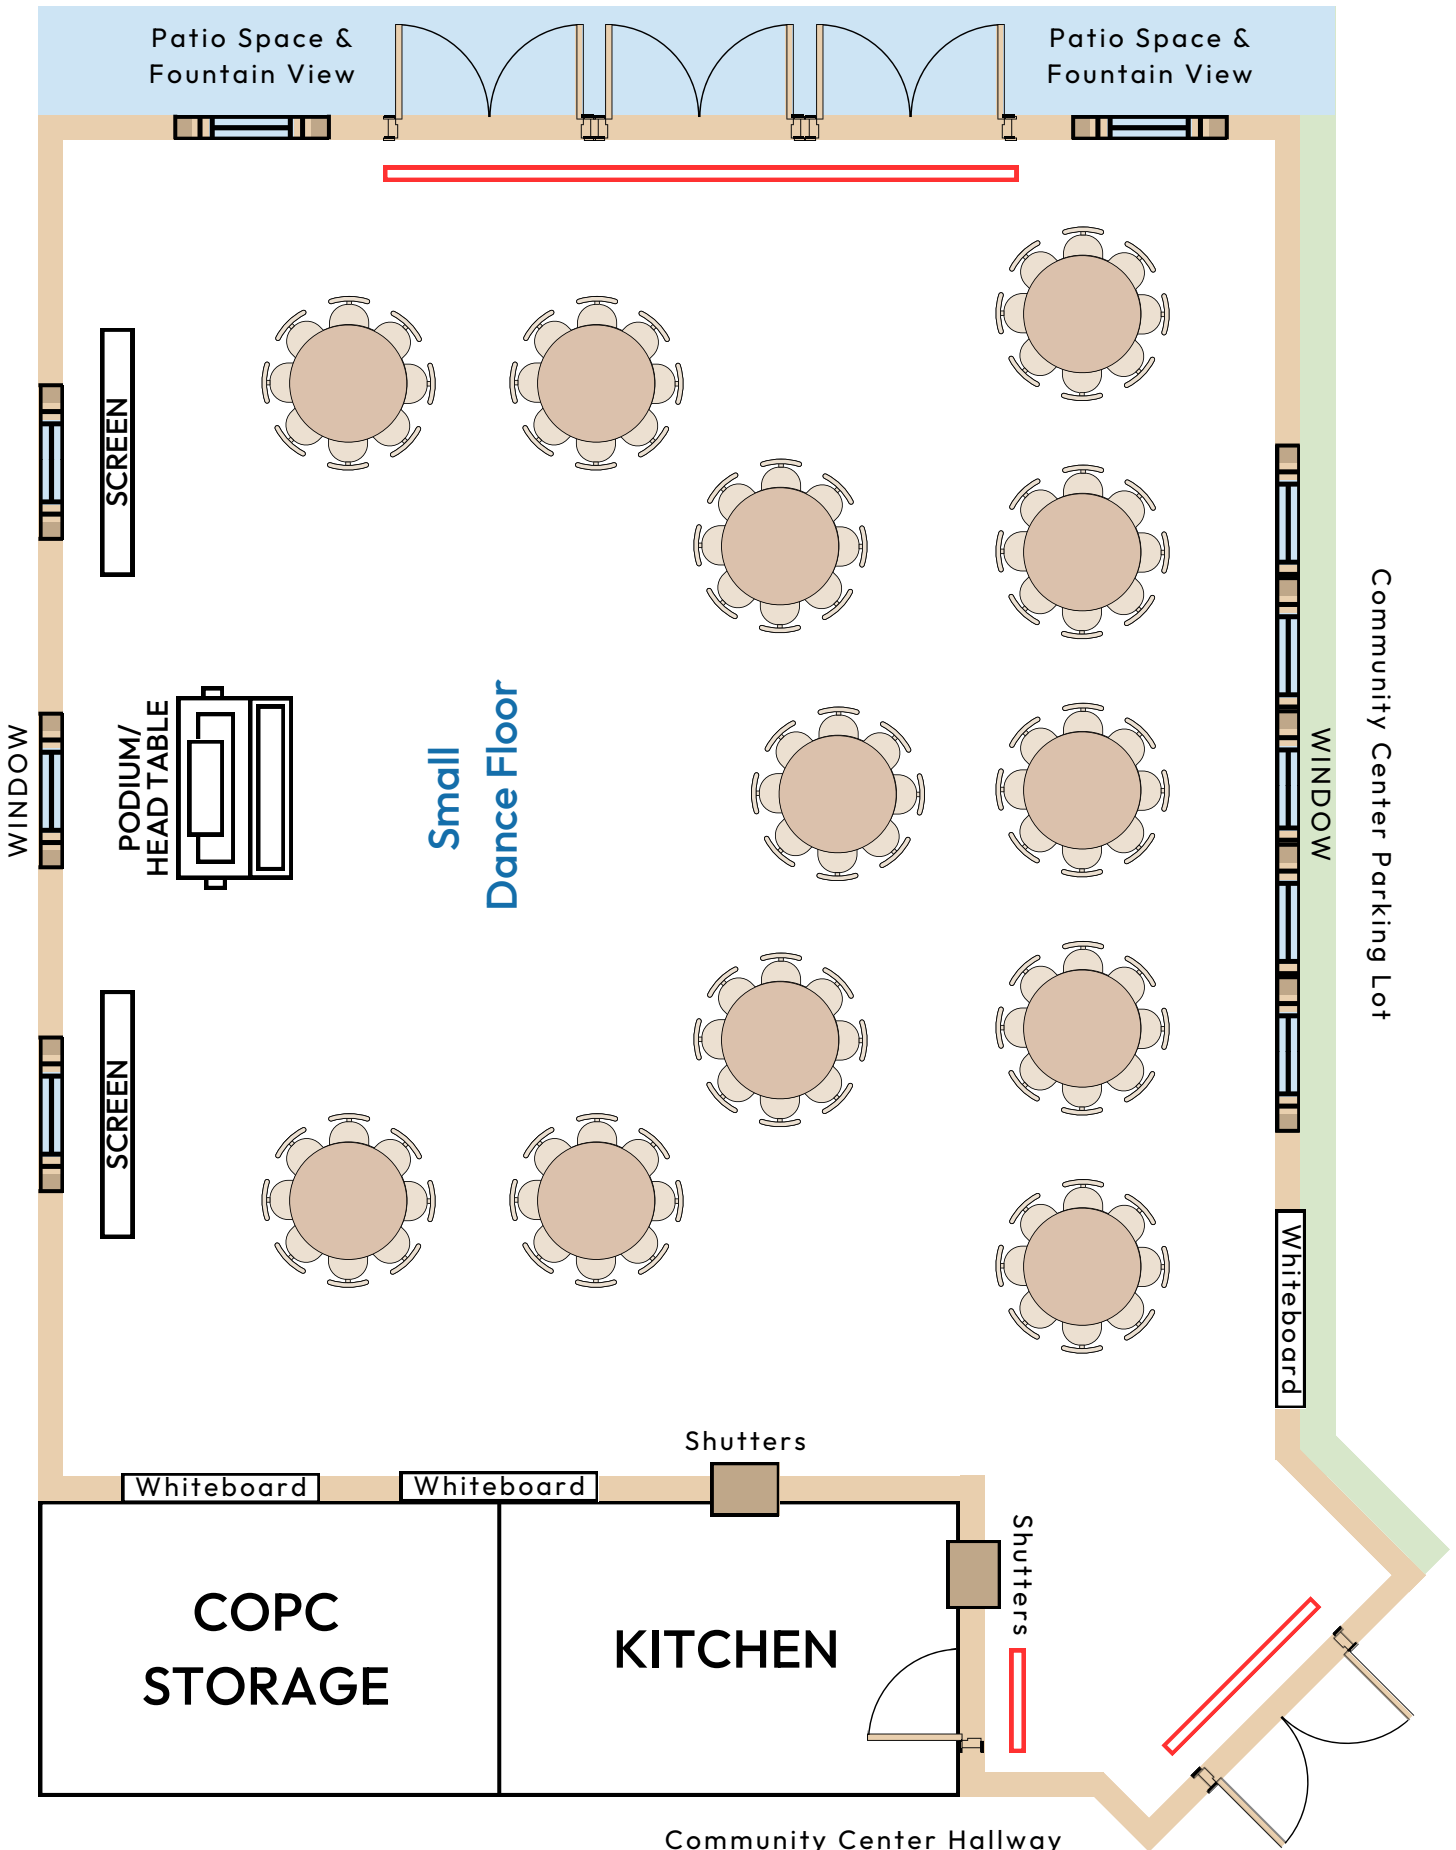 Patio Space &
Fountain View
Patio Space &
Fountain View
SCREEN
WINDOW
PODIUM/
HEAD TABLE
Small
Dance Floor
WINDOW
Community Center Parking Lot
SCREEN
Whiteboard
Shutters
Whiteboard
Whiteboard
Shutters
COPC
STORAGE
KITCHEN
Community Center Hallway